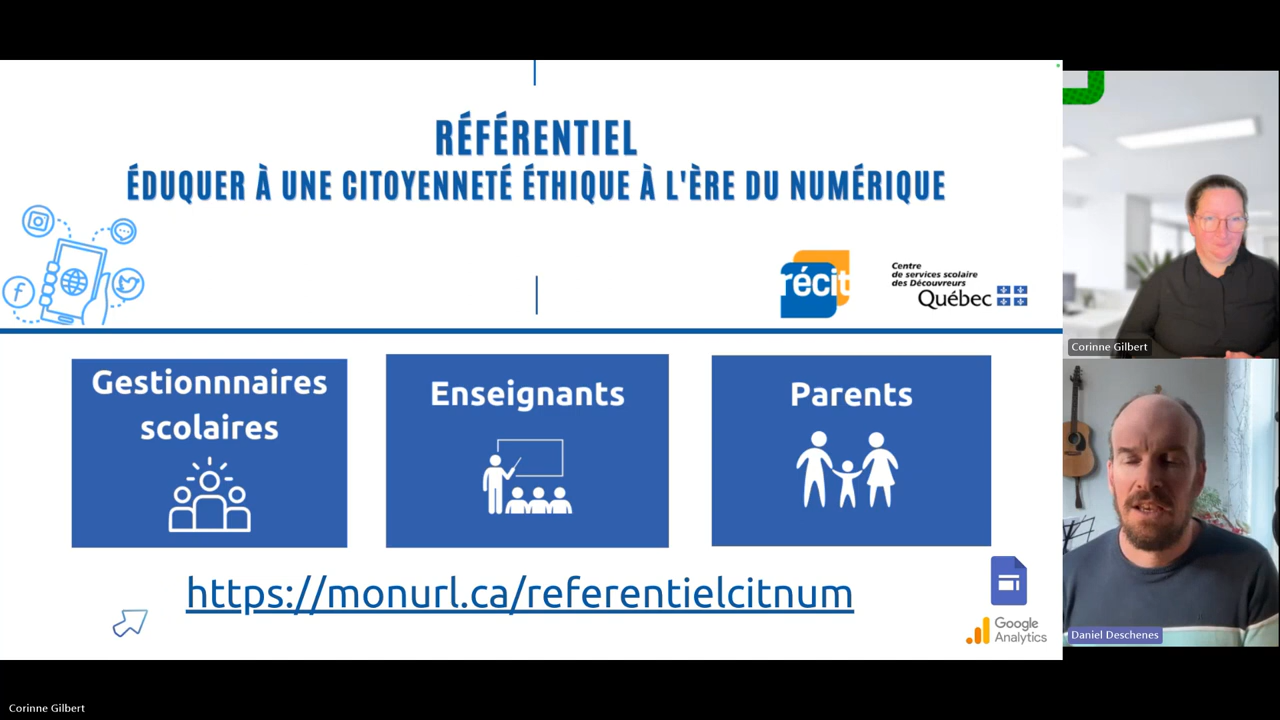 RÉFÉRENTIEL
ÉDUQUER À UNE CITOYENNETÉ ÉTHIQUE À L'ÈRE DU NUMÉRIQUE
récit
Centre
de services scolaire
des Découvreurs
Québec
Gestionnnaires
scolaires
Enseignants
Parents
https://monurl.ca/referentielcitnum
Google
Analytics
Corinne Gilbert
Daniel Deschenes
Corinne Gilbert